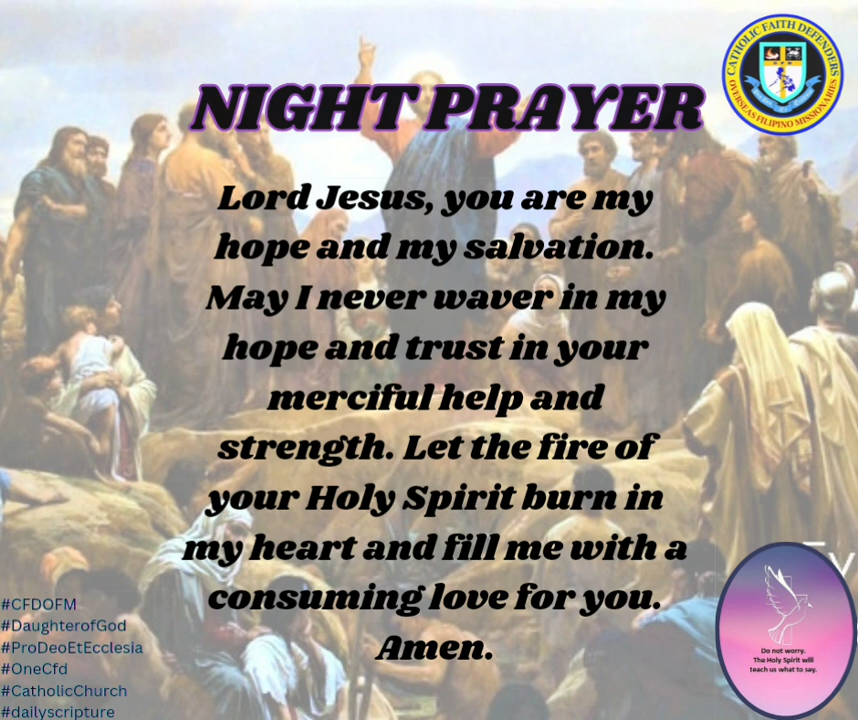 CATHOLIC FAITH DEFENDERS
OVERSEAS FILIPINO MISSIONARIES
NIGHT PRAYER
Lord Jesus, you are my
hope and my salvation.
May I never waver in my
hope and trust in your
merciful help and
strength. Let the fire of
your Holy Spirit burn in
my heart and fill me with a
consuming love for you.
Amen.
#CFDOFM
#DaughterofGod
#ProDeoEtEcclesia
#OneCfd
#CatholicChurch
#dailyscripture
Do not worry.
The Holy Spirit will
teach us what to say.